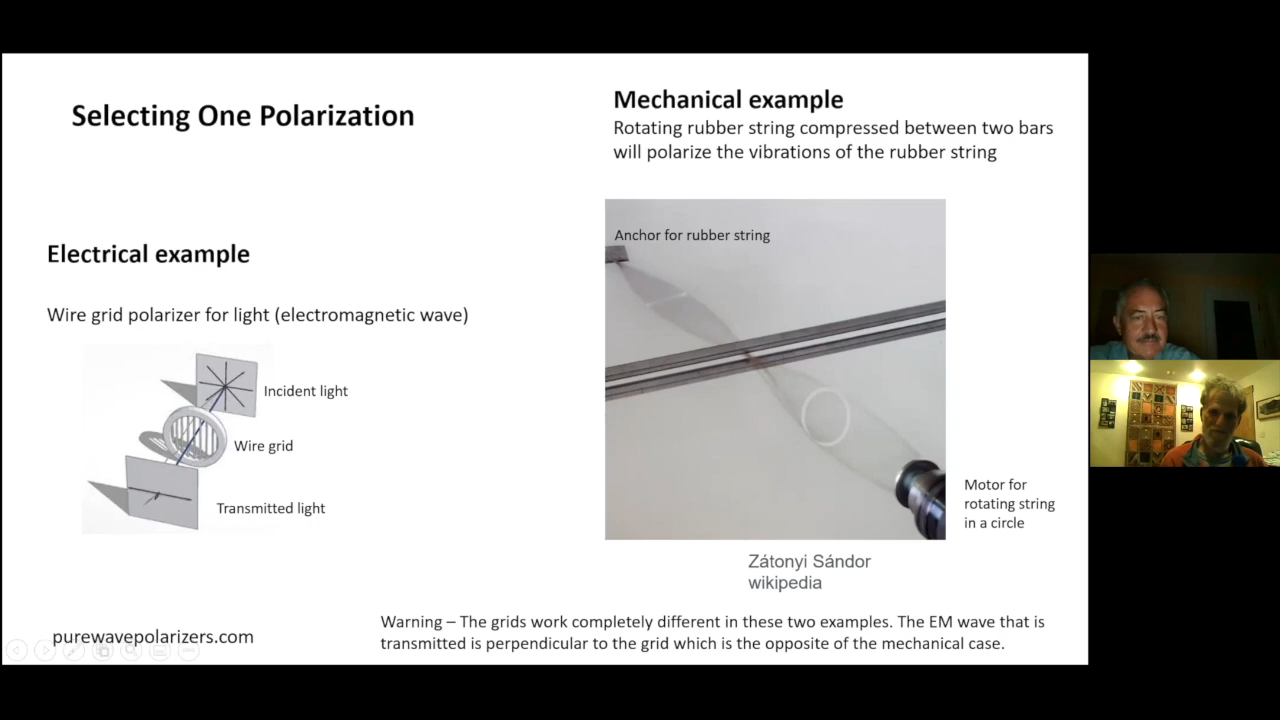 Selecting One Polarization
Mechanical example
Rotating rubber string compressed between two bars
will polarize the vibrations of the rubber string
Electrical example
Wire grid polarizer for light (electromagnetic wave)
Incident light
Wire grid
Transmitted light
Anchor for rubber string
Motor for
rotating string
in a circle
Zátonyi Sándor
wikipedia
Warning – The grids work completely different in these two examples. The EM wave that is
transmitted is perpendicular to the grid which is the opposite of the mechanical case.
purewavepolarizers.com